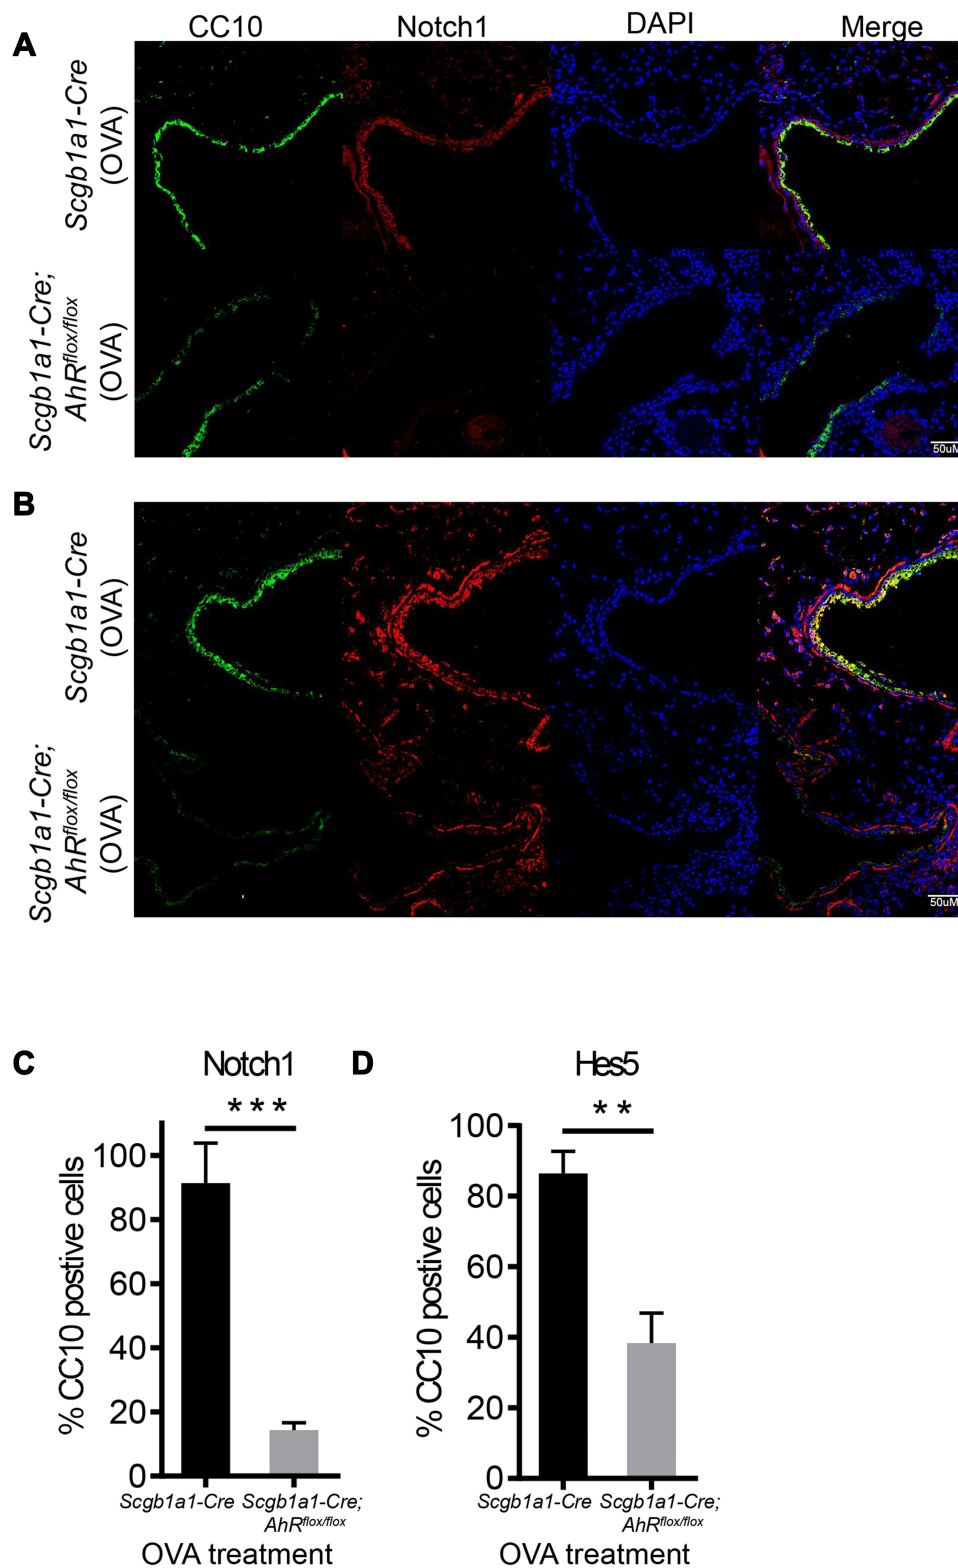 A
CC10 Notch1 DAPI Merge
Scgb1a1-Cre
(OVA)
Scgb1a1-Cre;
AhRflox/flox
(OVA)
50uM
B
Scgb1a1-Cre
(OVA)
Scgb1a1-Cre;
AhRflox/flox
(OVA)
50uM
C
Notch1
***
% CC10 postive cells
100
80
60
40
20
0
Scgb1a1-Cre Scgb1a1-Cre;
AhRflox/flox
OVA treatment
D
Hes5
**
% CC10 postive cells
100
80
60
40
20
0
Scgb1a1-Cre Scgb1a1-Cre;
AhRflox/flox
OVA treatment